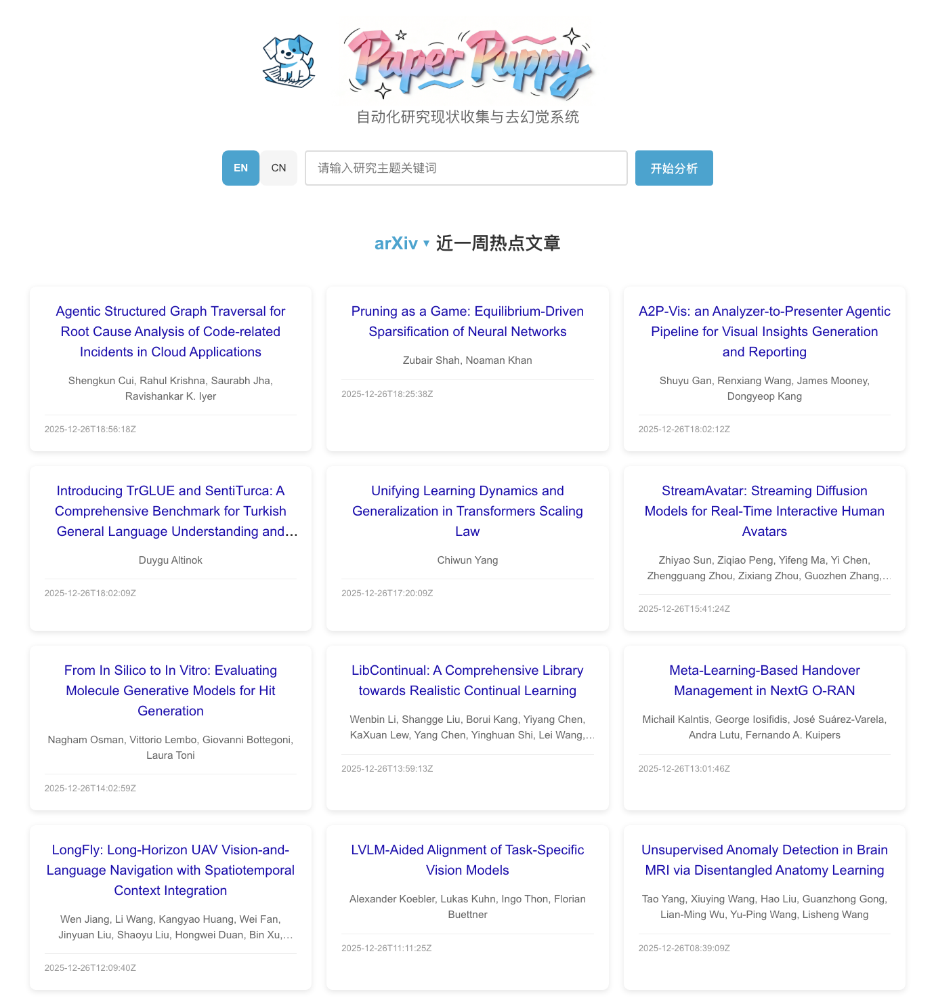 Paper Puppy
自动化研究现状收集与去幻觉系统
EN
CN
请输入研究主题关键词
开始分析
arXiv ▼ 近一周热点文章
Agentic Structured Graph Traversal for
Root Cause Analysis of Code-related
Incidents in Cloud Applications
Shengkun Cui, Rahul Krishna, Saurabh Jha,
Ravishankar K. Iyer
2025-12-26T18:56:18Z
Pruning as a Game: Equilibrium-Driven
Sparsification of Neural Networks
Zubair Shah, Noaman Khan
2025-12-26T18:25:38Z
A2P-Vis: an Analyzer-to-Presenter Agentic
Pipeline for Visual Insights Generation
and Reporting
Shuyu Gan, Renxiang Wang, James Mooney,
Dongyeop Kang
2025-12-26T18:02:12Z
Introducing TrGLUE and SentiTurca: A
Comprehensive Benchmark for Turkish
General Language Understanding and…
Duygu Altinok
2025-12-26T18:02:09Z
Unifying Learning Dynamics and
Generalization in Transformers Scaling
Law
Chiwun Yang
2025-12-26T17:20:09Z
StreamAvatar: Streaming Diffusion
Models for Real-Time Interactive Human
Avatars
Zhiyao Sun, Ziqiao Peng, Yifeng Ma, Yi Chen,
Zhengguang Zhou, Zixiang Zhou, Guozhen Zhang,…
2025-12-26T15:41:24Z
From In Silico to In Vitro: Evaluating
Molecule Generative Models for Hit
Generation
Nagham Osman, Vittorio Lembo, Giovanni Bottegoni,
Laura Toni
2025-12-26T14:02:59Z
LibContinual: A Comprehensive Library
towards Realistic Continual Learning
Wenbin Li, Shangge Liu, Borui Kang, Yiyang Chen,
KaXuan Lew, Yang Chen, Yinghuan Shi, Lei Wang,…
2025-12-26T13:59:13Z
Meta-Learning-Based Handover
Management in NextG O-RAN
Michail Kalntis, George Iosifidis, José Suárez-Varela,
Andra Lutu, Fernando A. Kuipers
2025-12-26T13:01:46Z
LongFly: Long-Horizon UAV Vision-and-
Language Navigation with Spatiotemporal
Context Integration
Wen Jiang, Li Wang, Kangyao Huang, Wei Fan,
Jinyuan Liu, Shaoyu Liu, Hongwei Duan, Bin Xu,…
2025-12-26T12:09:40Z
LVLM-Aided Alignment of Task-Specific
Vision Models
Alexander Koebler, Lukas Kuhn, Ingo Thon, Florian
Buettner
2025-12-26T11:11:25Z
Unsupervised Anomaly Detection in Brain
MRI via Disentangled Anatomy Learning
Tao Yang, Xiuying Wang, Hao Liu, Guanzhong Gong,
Lian-Ming Wu, Yu-Ping Wang, Lisheng Wang
2025-12-26T08:39:09Z